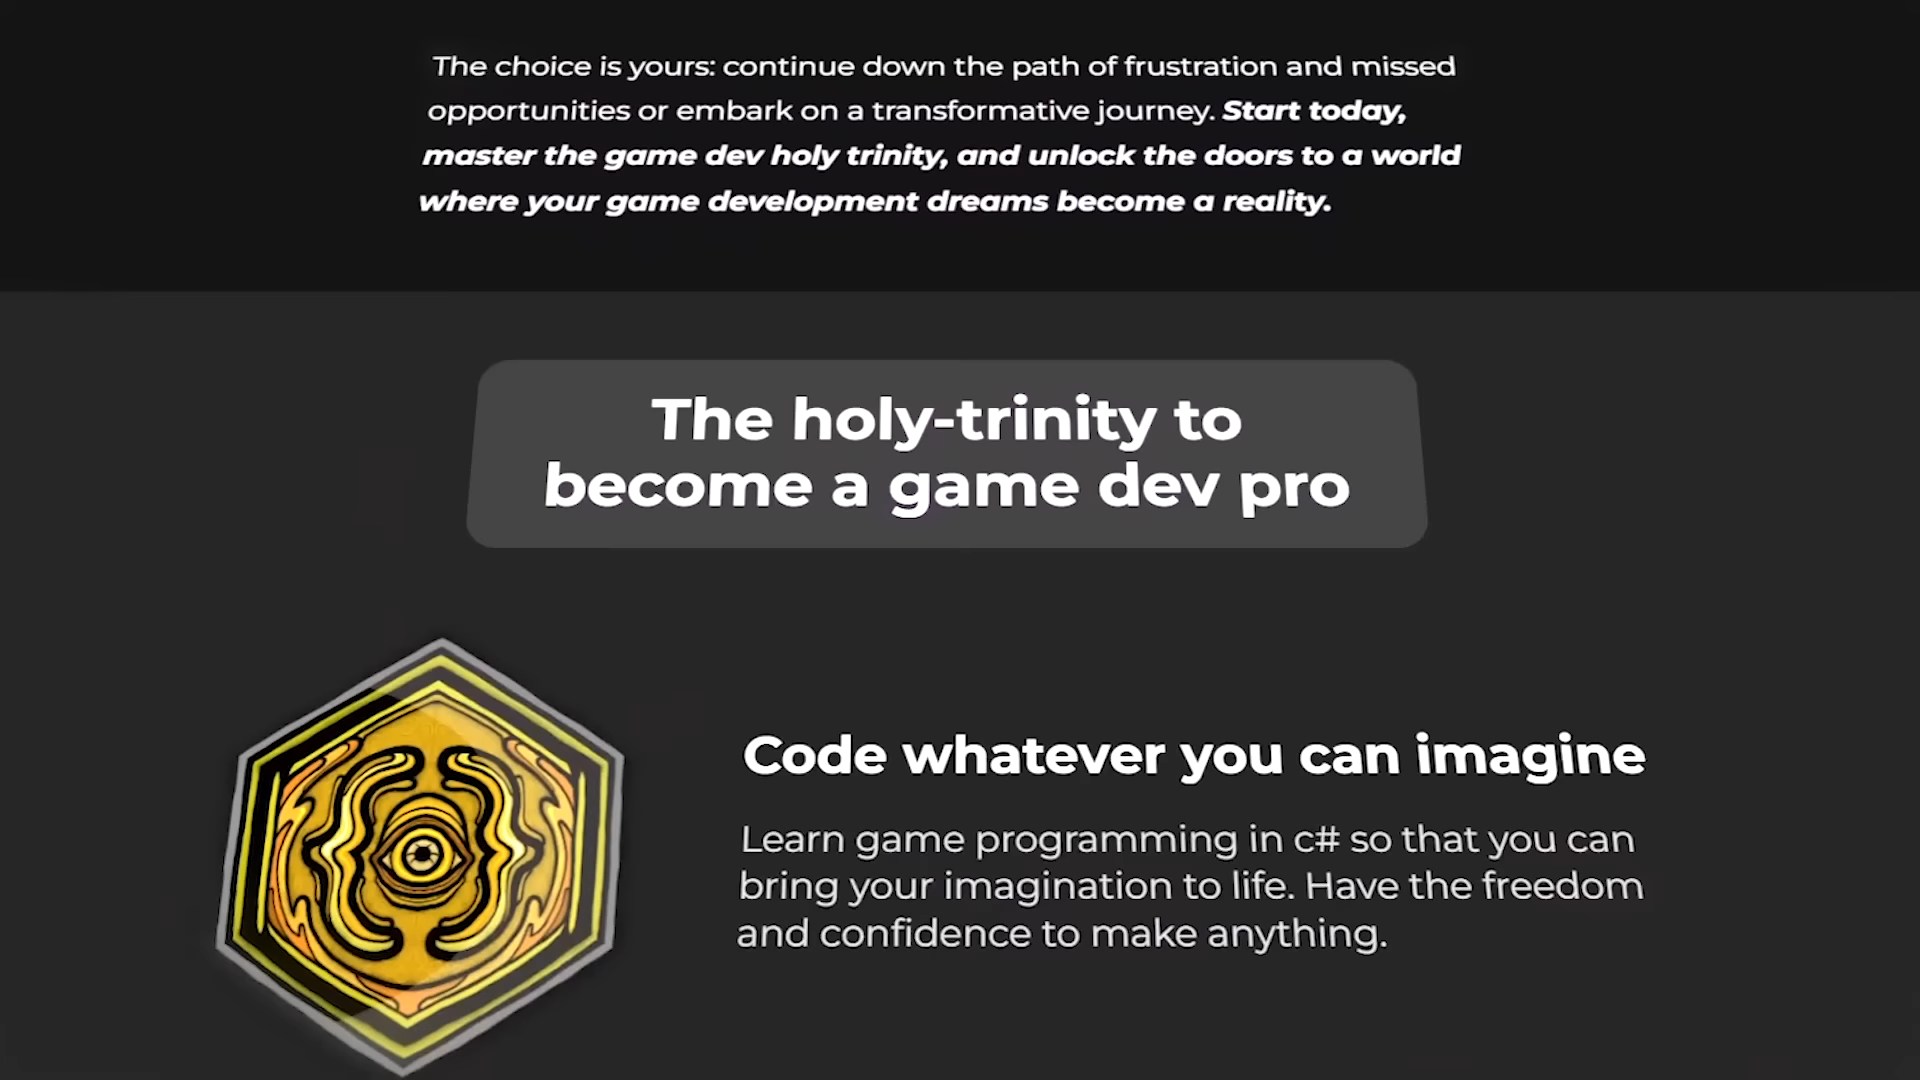 The choice is yours: continue down the path of frustration and missed
opportunities or embark on a transformative journey. Start today,
master the game dev holy trinity, and unlock the doors to a world
where your game development dreams become a reality.
The holy-trinity to
become a game dev pro
Code whatever you can imagine
Learn game programming in c# so that you can
bring your imagination to life. Have the freedom
and confidence to make anything.